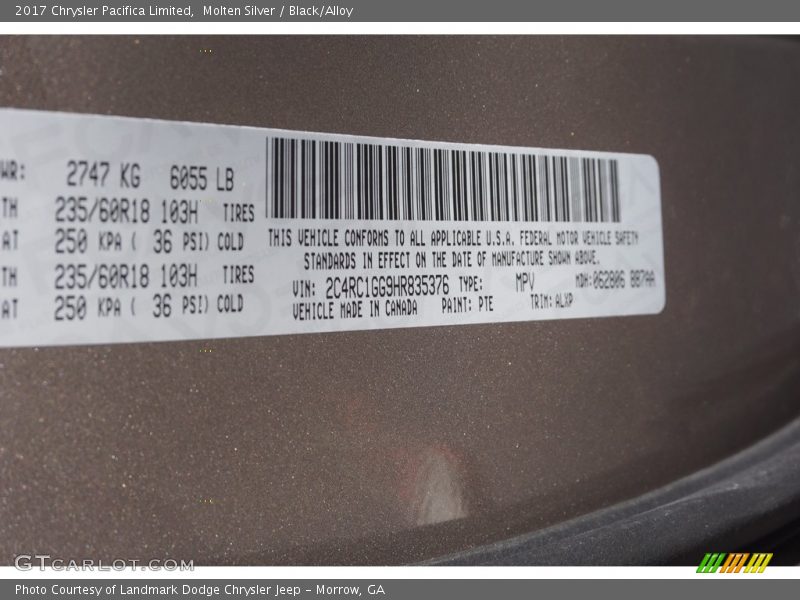 2017 Chrysler Pacifica Limited, Molten Silver / Black/Alloy
WR: 2747 KG 6055 LB
TH 235/60R18 103H TIRES
AT 250 KPA ( 36 PSI) COLD
TH 235/60R18 103H TIRES
AT 250 KPA ( 36 PSI) COLD
THIS VEHICLE CONFORMS TO ALL APPLICABLE U.S.A. FEDERAL MOTOR VEHICLE SAFETY
STANDARDS IN EFFECT ON THE DATE OF MANUFACTURE SHOWN ABOVE.
VIN: 2C4RC1GG9HR835376 TYPE: MPV MDH:062806 887AA
VEHICLE MADE IN CANADA PAINT: PTE TRIM: ALXP
GTCARLOT.COM
Photo Courtesy of Landmark Dodge Chrysler Jeep – Morrow, GA